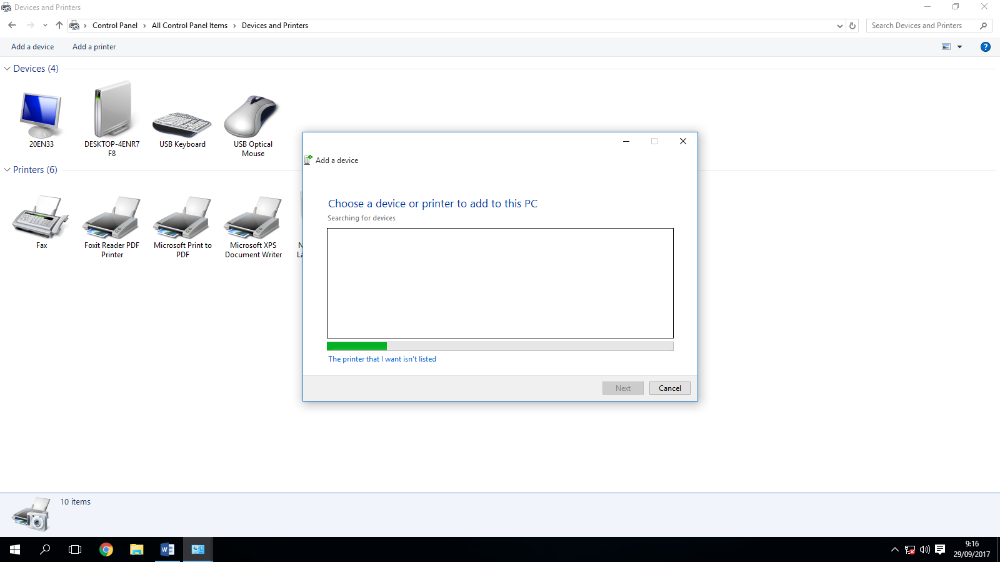 Devices and Printers
Control Panel
All Control Panel Items
Devices and Printers
Search Devices and Printers
Add a device
Add a printer
?
Devices (4)
20EN33
DESKTOP-4ENR7
F8
USB Keyboard
USB Optical
Mouse
Add a device
Printers (6)
Choose a device or printer to add to this PC
Searching for devices
Fax
Foxit Reader PDF
Printer
Microsoft Print to
PDF
Microsoft XPS
Document Writer
The printer that I want isn't listed
Next
Cancel
10 items
9:16
29/09/2017